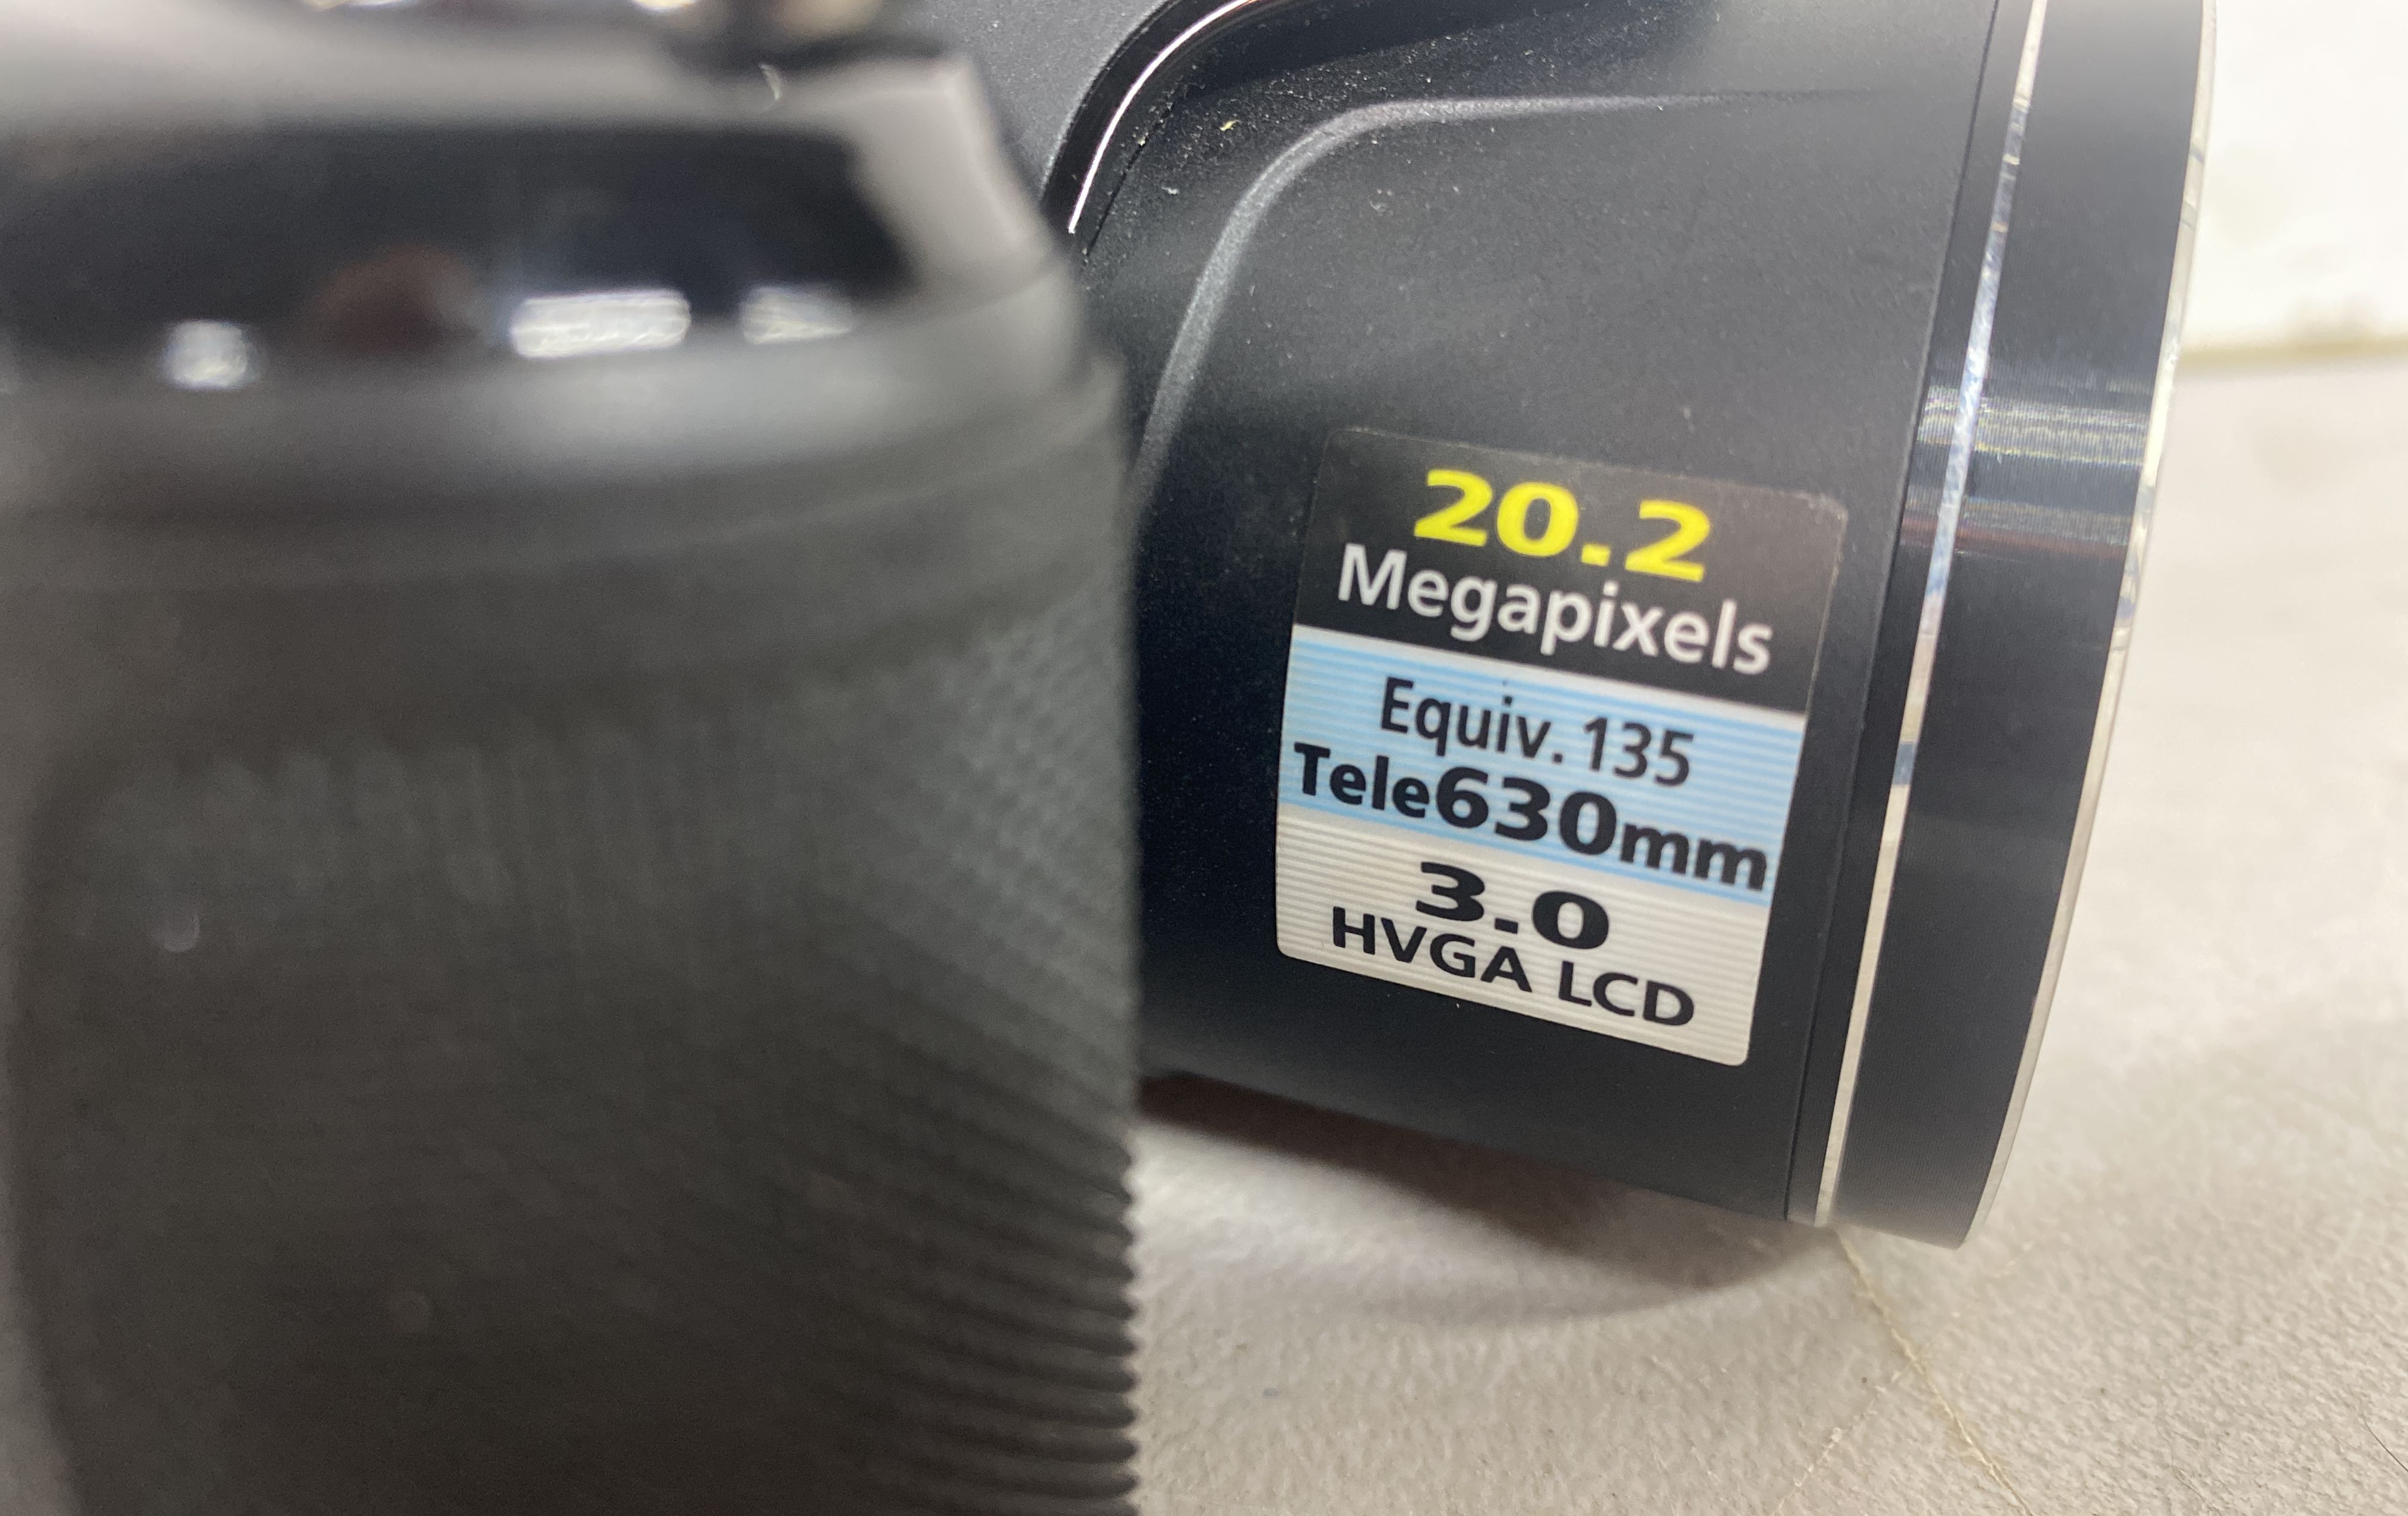 20.2
Megapixels
Equiv. 135
Tele630mm
3.0
HVGA LCD